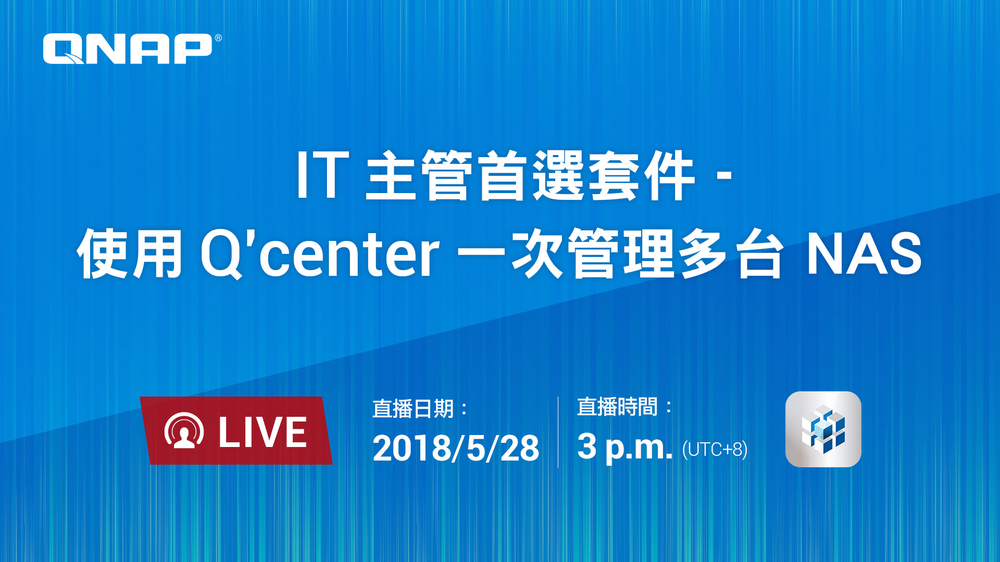 QNAP®
IT 主管首選套件 -
使用 Q'center 一次管理多台 NAS
LIVE
直播日期：
2018/5/28
直播時間：
3 p.m. (UTC+8)